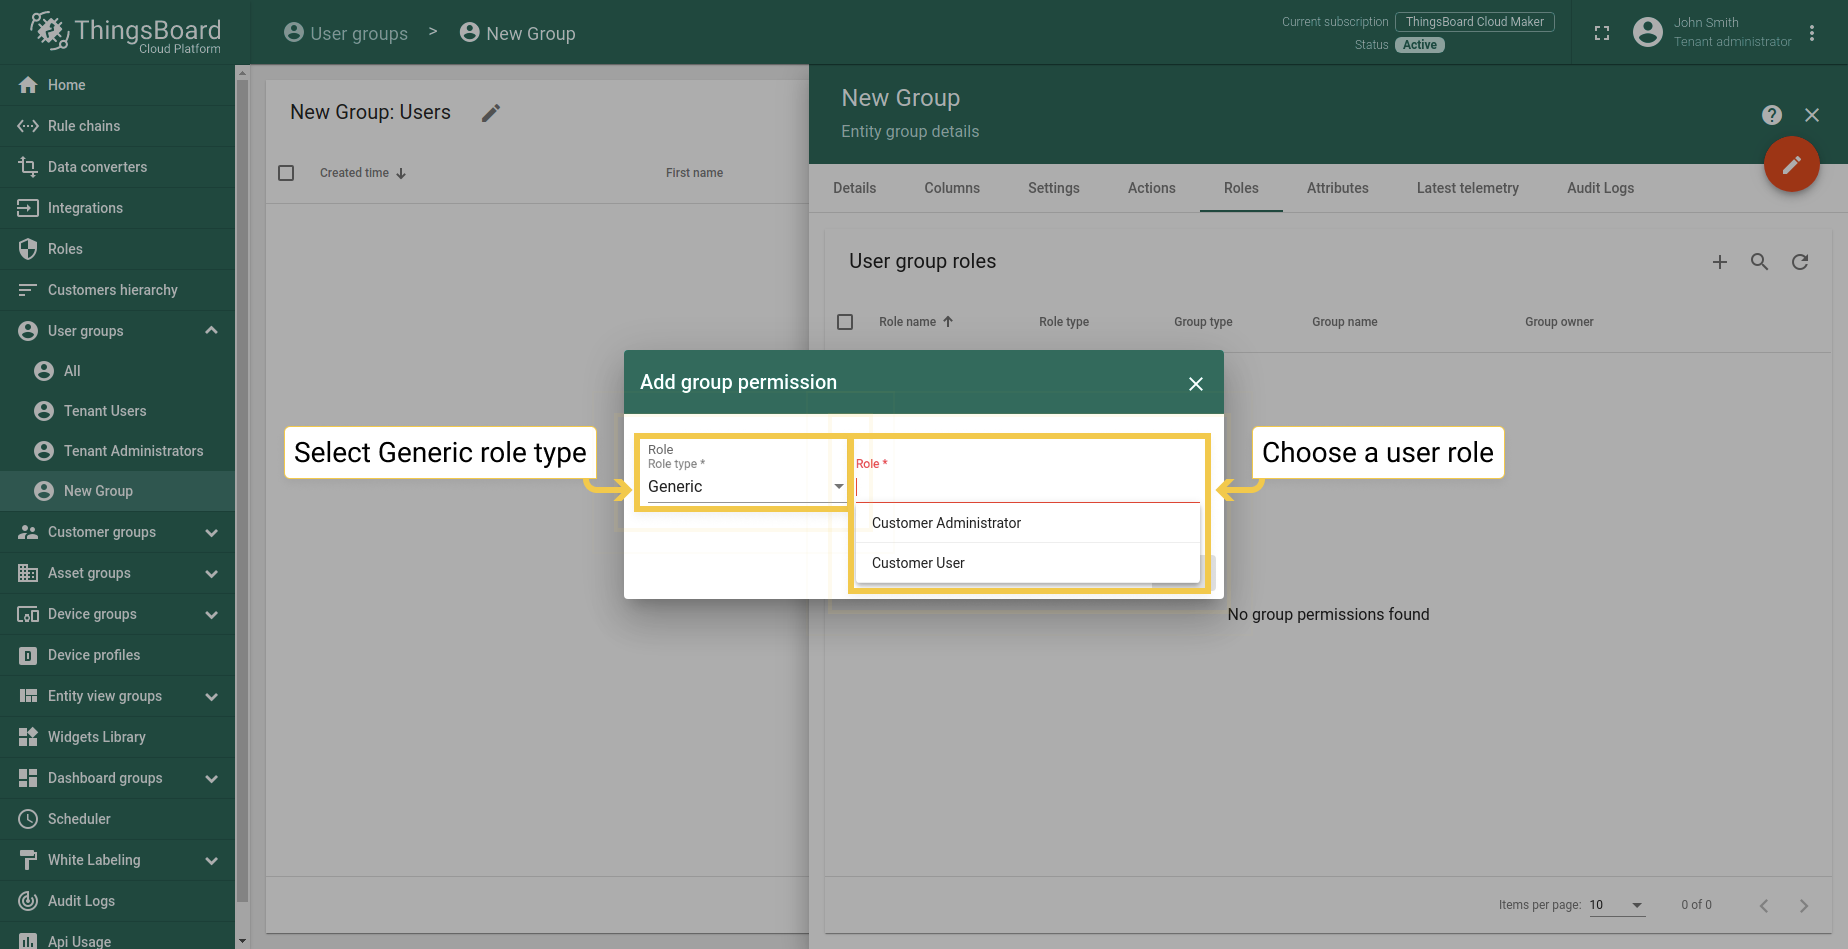 ThingsBoard
Cloud Platform
User groups > New Group
Current subscription ThingsBoard Cloud Maker
Status Active
John Smith
Tenant administrator
Home
Rule chains
Data converters
Integrations
Roles
Customers hierarchy
User groups
All
Tenant Users
Tenant Administrators
New Group
Customer groups
Asset groups
Device groups
Device profiles
Entity view groups
Widgets Library
Dashboard groups
Scheduler
White Labeling
Audit Logs
Api Usage
New Group: Users
Created time
First name
New Group
Entity group details
Details Columns Settings Actions Roles Attributes Latest telemetry Audit Logs
User group roles
Role name Role type Group type Group name Group owner
Add group permission
Select Generic role type
Role
Role type *
Generic
Role *
Customer Administrator
Customer User
Choose a user role
No group permissions found
Items per page: 10 0 of 0